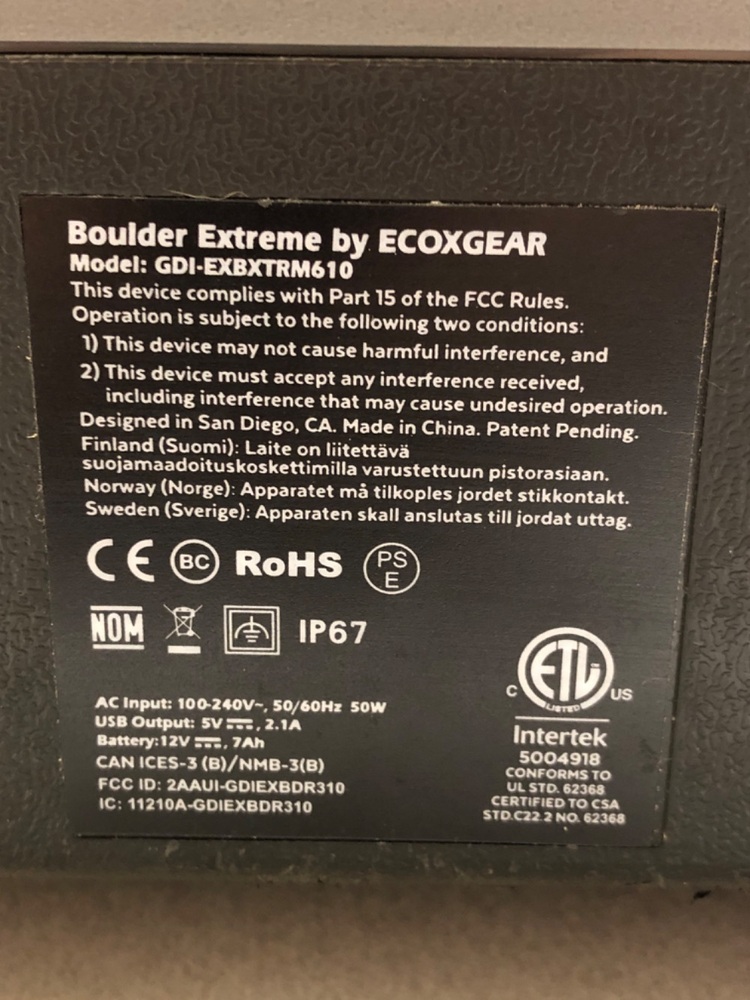 Boulder Extreme by ECOXGEAR
Model: GDI-EXBXTRM610
This device complies with Part 15 of the FCC Rules.
Operation is subject to the following two conditions:
1) This device may not cause harmful interference, and
2) This device must accept any interference received,
including interference that may cause undesired operation.
Designed in San Diego, CA. Made in China. Patent Pending.
Finland (Suomi): Laite on liitettävä
suojamaadoituskoskettimilla varustettuun pistorasiaan.
Norway (Norge): Apparatet må tilkoples jordet stikkontakt.
Sweden (Sverige): Apparaten skall anslutas till jordat uttag.
CE BC RoHS PS E
NOM IP67
AC Input: 100-240V~, 50/60Hz 50W
USB Output: 5V ⎓, 2.1A
Battery:12V ⎓, 7Ah
CAN ICES-3 (B)/NMB-3(B)
FCC ID: 2AAUI-GDIEXBDR310
IC: 11210A-GDIEXBDR310
C ETL US
LISTED
Intertek
5004918
CONFORMS TO
UL STD. 62368
CERTIFIED TO CSA
STD.C22.2 NO. 62368